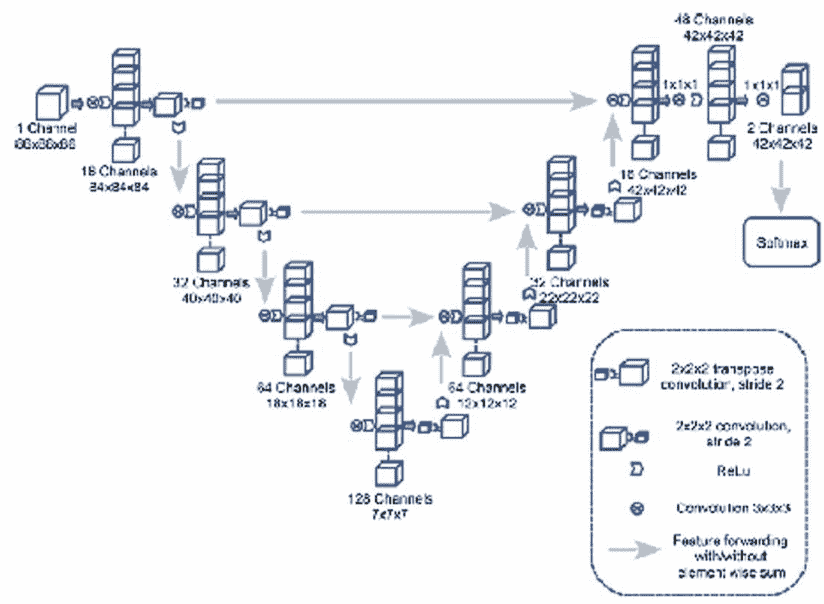 48 Channels
42x42x42
1x1x1
1x1x1
1 Channel
86x86x86
2 Channels
42x42x42
16 Channels
84x84x84
16 Channels
42x42x42
Softmax
32 Channels
40x40x40
32 Channels
22x22x22
64 Channels
18x18x18
64 Channels
12x12x12
128 Channels
7x7x7
2x2x2 transpose
convolution, stride 2
2x2x2 convolution,
stride 2
ReLu
Convolution 3x3x3
Feature forwarding
with/without
element wise sum